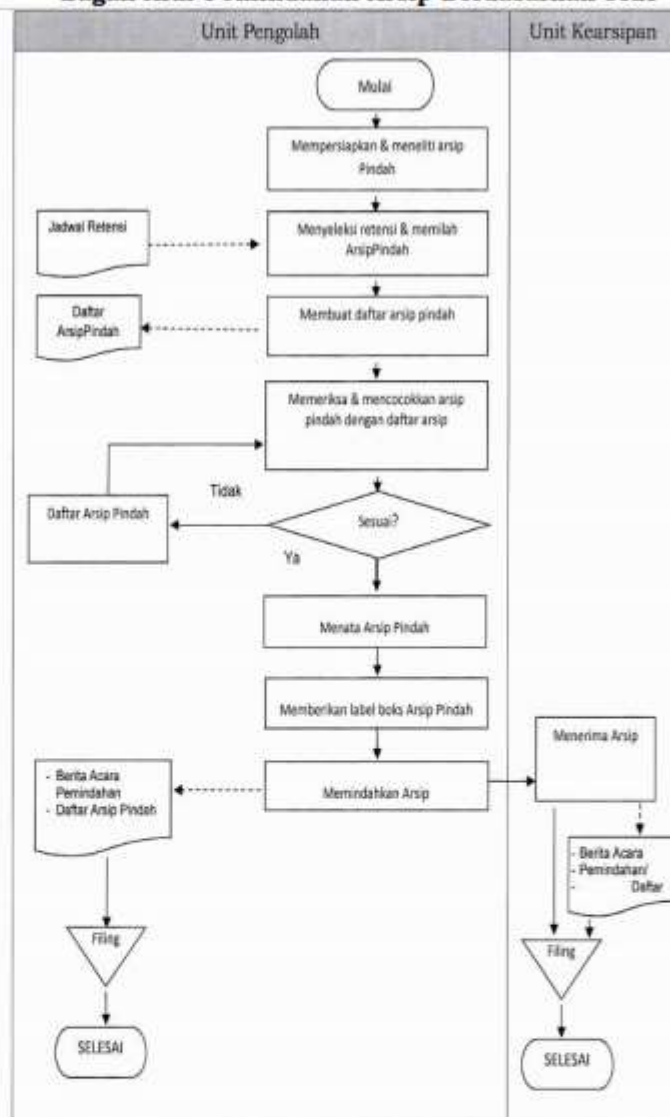 Unit Pengolah
Unit Kearsipan
Mulai
Mempersiapkan & meneliti arsip
Pindah
Jadwal Retensi
Menyeleksi retensi & memilah
ArsipPindah
Daftar
ArsipPindah
Membuat daftar arsip pindah
Memeriksa & mencocokkan arsip
pindah dengan daftar arsip
Tidak
Daftar Arsip Pindah
Sesuai?
Ya
Menata Arsip Pindah
Memberikan label boks Arsip Pindah
Menerima Arsip
- Berita Acara
Pemindahan
- Daftar Arsip Pindah
Memindahkan Arsip
- Berita Acara
- Pemindahan/
- Daftar
Filing
Filing
SELESAI
SELESAI